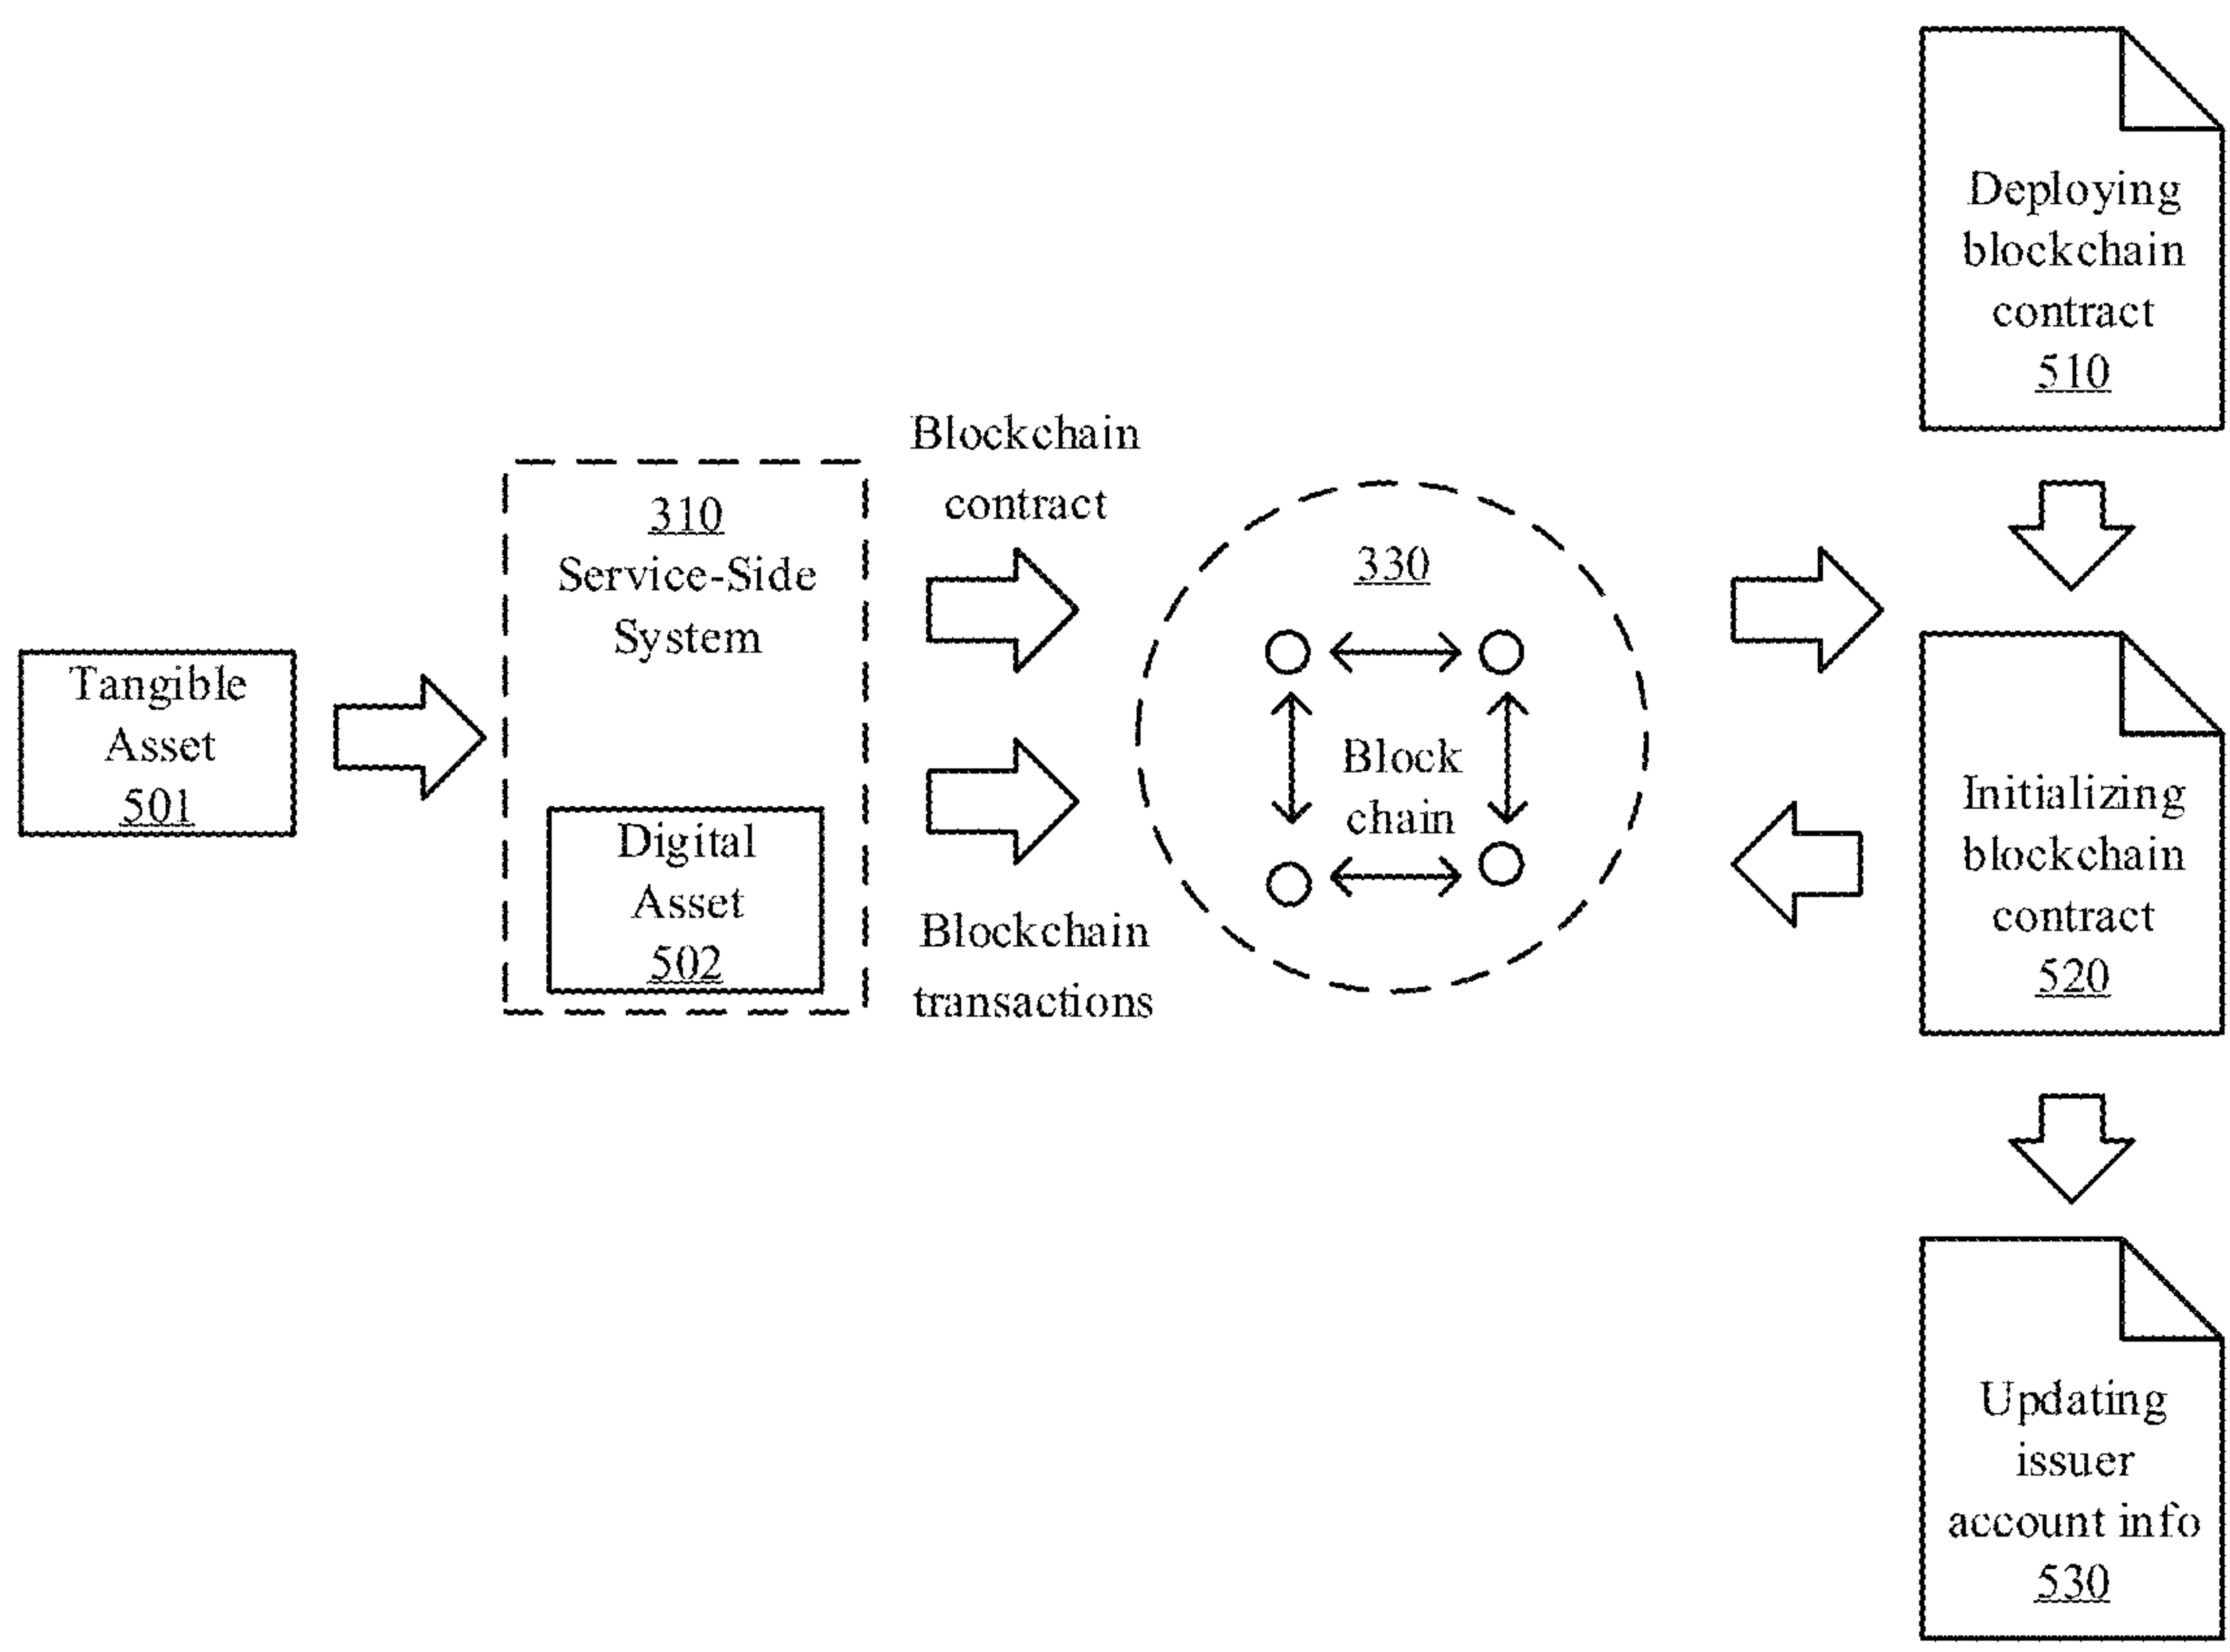 Tangible
Asset
501
310
Service-Side
System
Digital
Asset
502
Blockchain
contract
Blockchain
transactions
330
Block
chain
Deploying
blockchain
contract
510
Initializing
blockchain
contract
520
Updating
issuer
account info
530